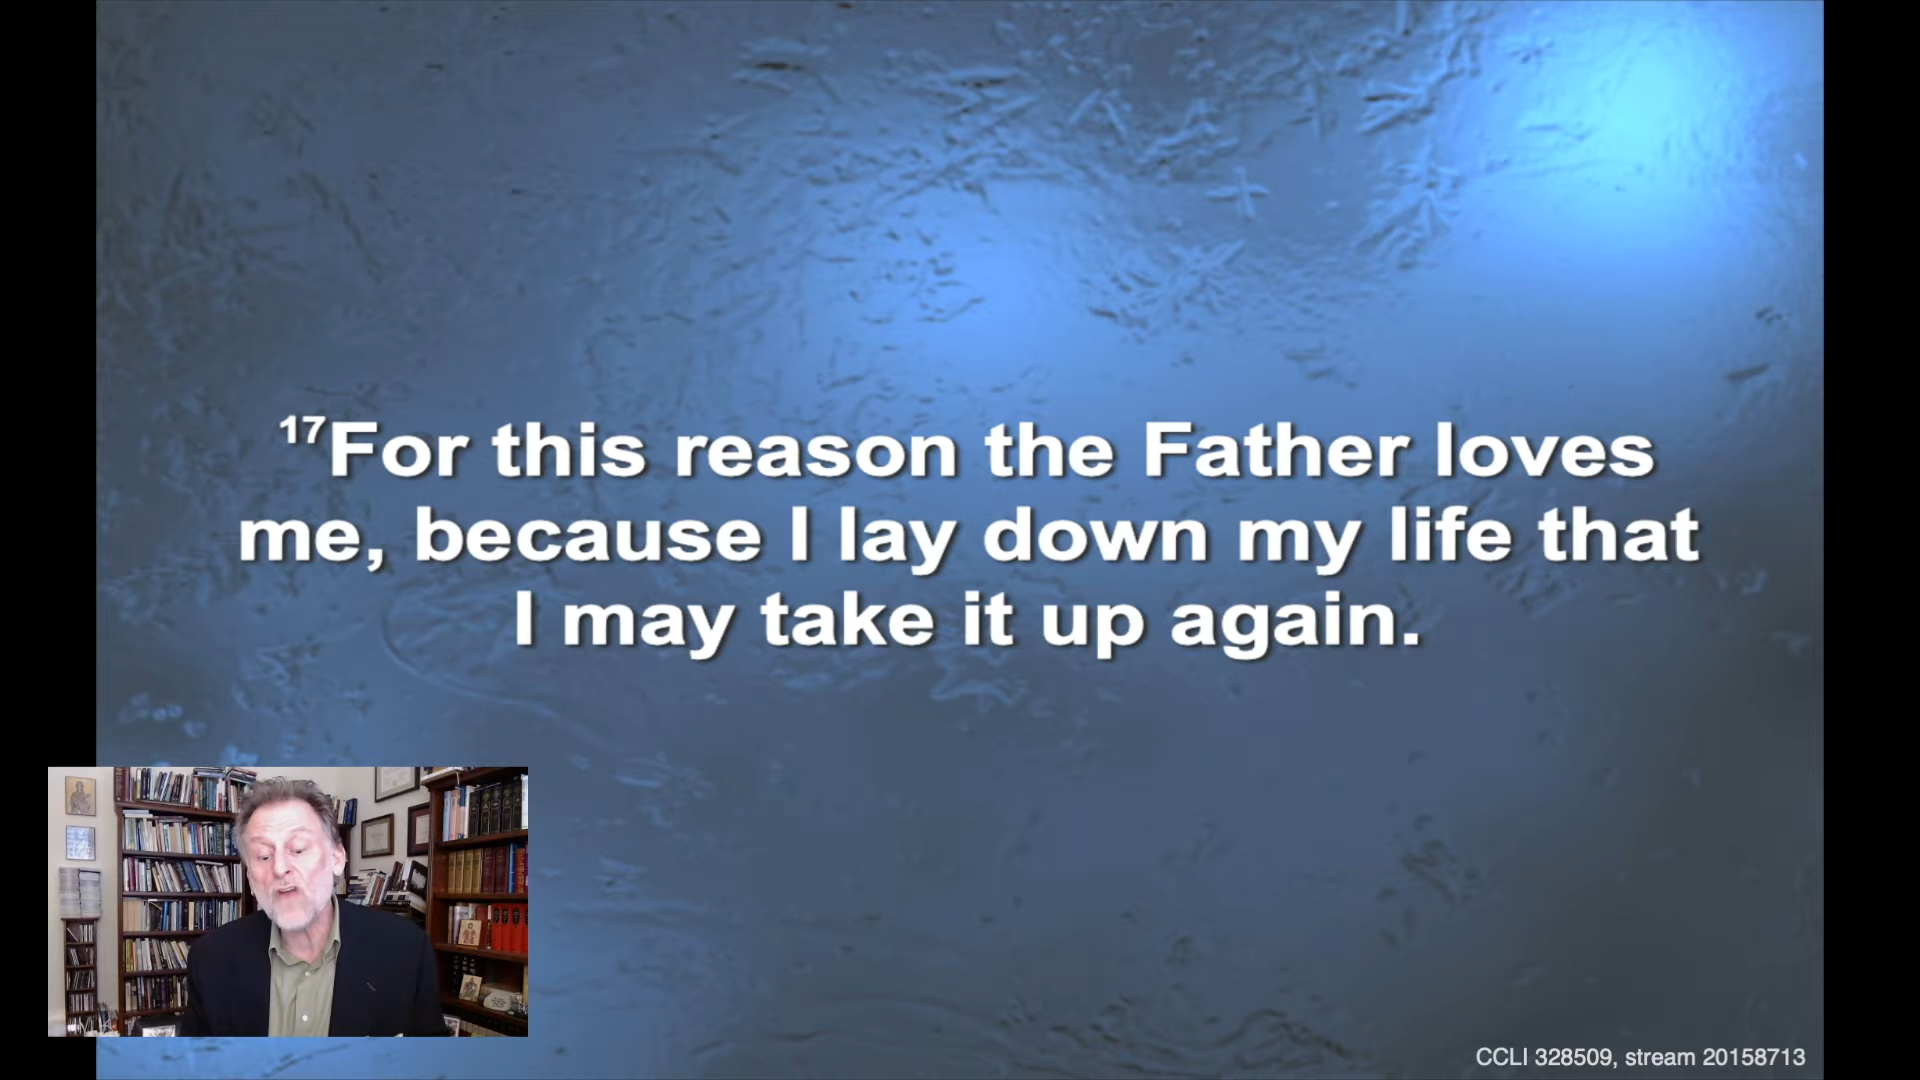 ¹⁷For this reason the Father loves
me, because I lay down my life that
I may take it up again.
CCLI 328509, stream 20158713